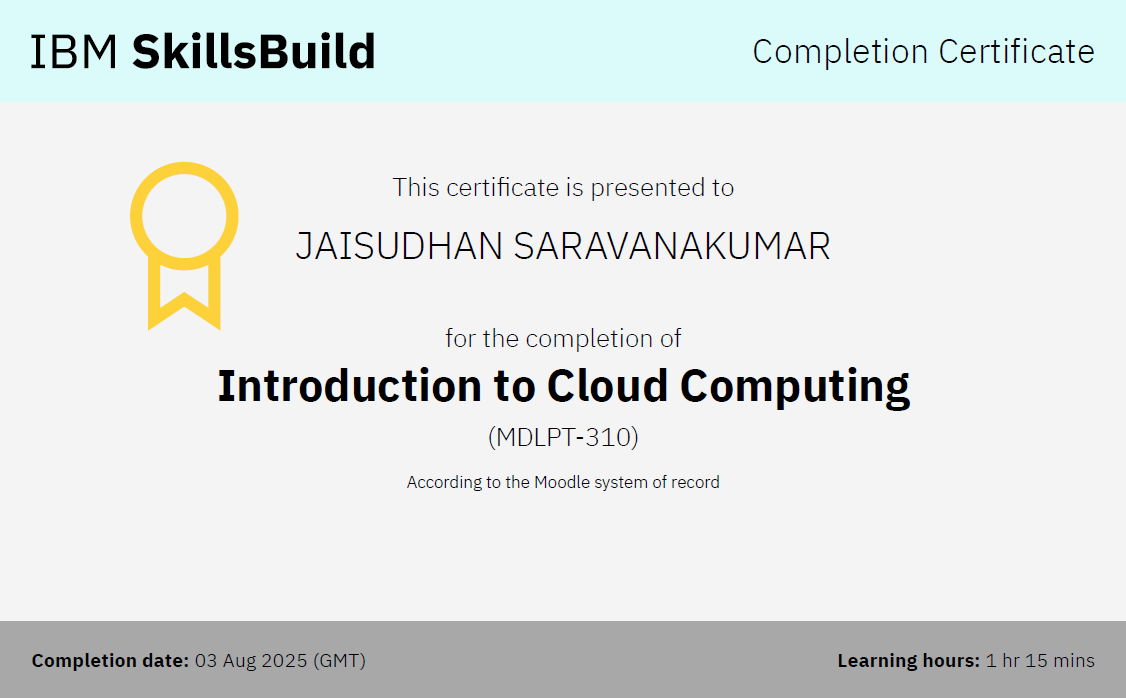 IBM SkillsBuild
Completion Certificate
This certificate is presented to
JAISUDHAN SARAVANAKUMAR
for the completion of
Introduction to Cloud Computing
(MDLPT-310)
According to the Moodle system of record
Completion date: 03 Aug 2025 (GMT)
Learning hours: 1 hr 15 mins